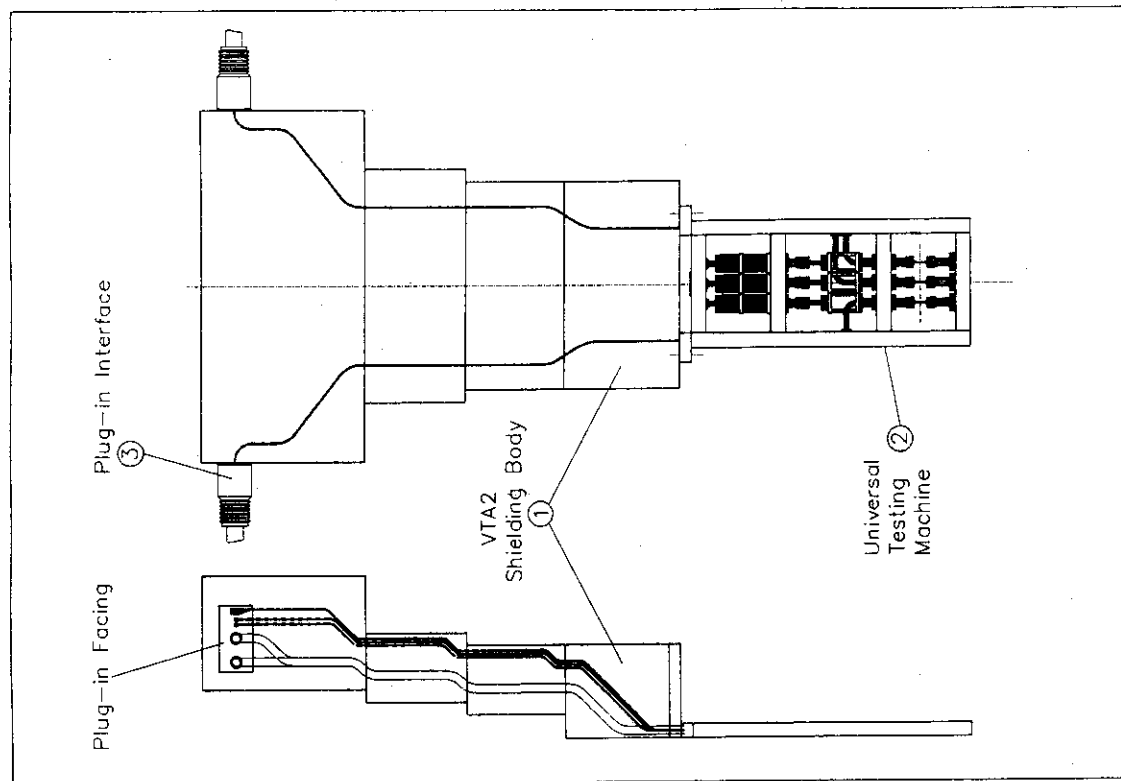 Plug-in Facing
Plug-in Interface
3
VTA2
Shielding Body
1
Universal
Testing
Machine
2